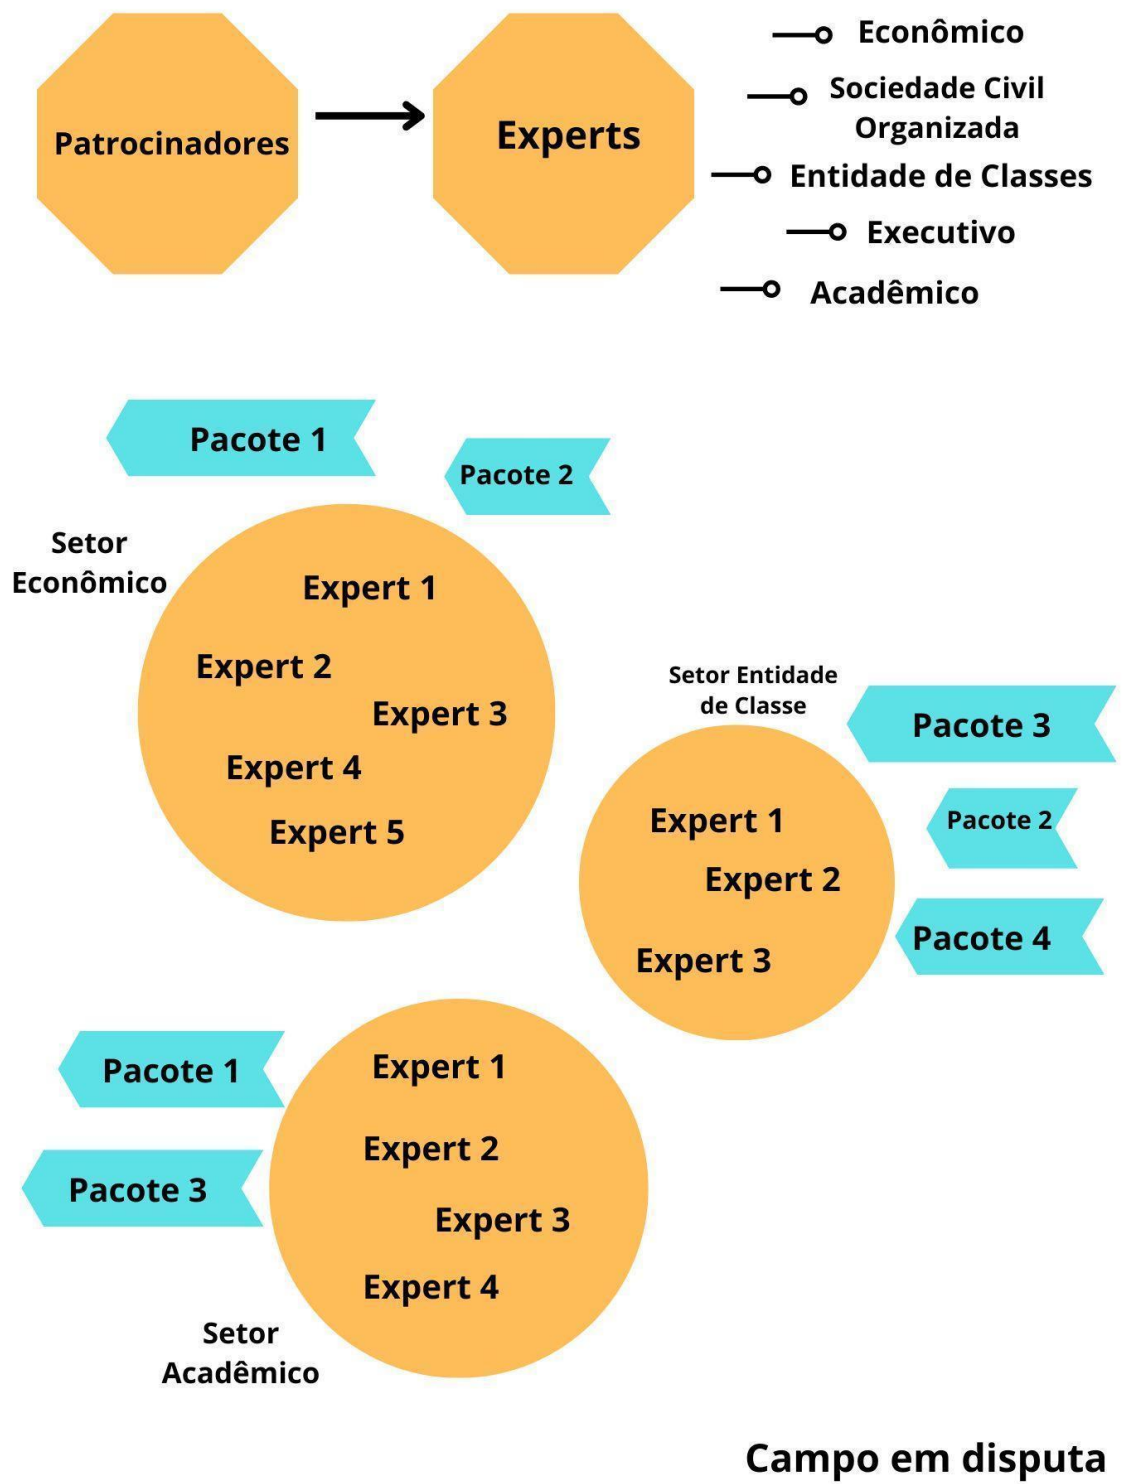 Patrocinadores
Experts
Econômico
Sociedade Civil
Organizada
Entidade de Classes
Executivo
Acadêmico
Pacote 1
Pacote 2
Setor
Econômico
Expert 1
Expert 2
Expert 3
Expert 4
Expert 5
Setor Entidade
de Classe
Pacote 3
Pacote 2
Pacote 4
Expert 1
Expert 2
Expert 3
Pacote 1
Pacote 3
Expert 1
Expert 2
Expert 3
Expert 4
Setor
Acadêmico
Campo em disputa